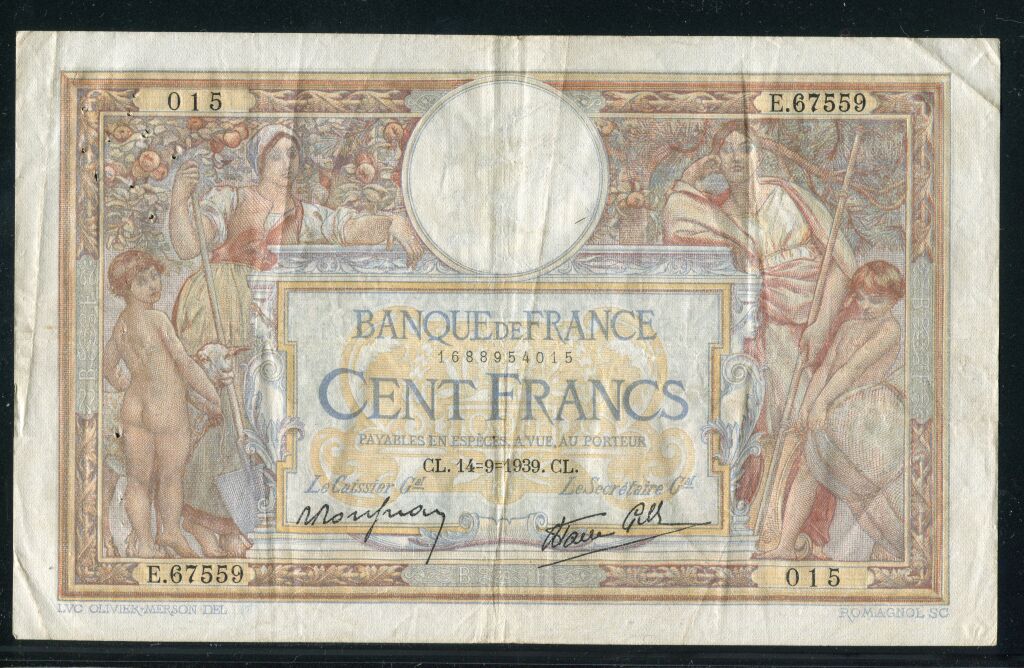 015
E.67559
BANQUE DE FRANCE
1688954015
CENT FRANCS
PAYABLES EN ESPÈCES, A VUE, AU PORTEUR
CL. 14=9=1939. CL.
Le Caissier Gal
Le Secrétaire Gal
E.67559
015
LVC OLIVIER-MERSON DEL
ROMAGNOL SC